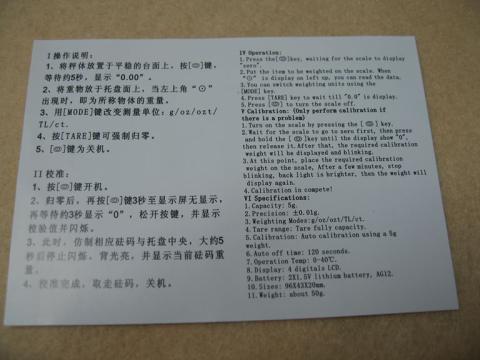 I操作说明:
1、将秤体放置于平稳的台面上,按[⊂⊃]键,
等待约5秒,显示“0.00”。
2、将重物放于托盘面上,当左上角“⊙”
出现时,即为所称物体的重量。
3、用[MODE]键改变测量单位:g/oz/ozt/
TL/ct.
4、按[TARE]键可强制归零。
5、[⊂⊃]键为关机。
II校准:
1、按[⊂⊃]键开机。
2、归零后,再按[⊂⊃]键3秒至显示屏无显示,
再等待约3秒显示“0”,松开按键,并显示
校验值并闪烁。
3、此时,仿制相应砝码与托盘中央,大约5
秒后停止闪烁、背光亮,并显示当前砝码重
量。
4、校准完成,取走砝码、关机。
IV Operation:
1.Press the[⊂⊃]key,waiting for the scale to display
"zero".
2.Put the item to be weighted on the scale. When
"⊙" is display on left up, you can read the data.
3.You can switch weighting units using the
[MODE] key.
4.Press [TARE] key to wait till "0.0" is display.
5.Press [⊂⊃] to turn the scale off.
V Calibration: (Only perform calibration if
there is a problem)
1.Turn on the scale by pressing the [⊂⊃] key.
2.Wait for the scale to go to zero first, then press
and hold the [⊂⊃]key until the display show "0",
then release it. After that, the required calibration
weight will be displayed and blinking.
3.At this point, place the required calibration
weight on the scale, After a few minutes, stop
blinking, back light is brighter, then the weight will
display again.
4.Calibration in compete!
VI Specifications:
1.Capacity: 5g.
2.Precision: ±0.01g.
3.Weighting Modes:g/oz/ozt/TL/ct.
4.Tare range: Tare fully capacity.
5.Calibration: Auto calibration using a 5g
weight.
6.Auto off time: 120 seconds.
7.Operation Temp: 0-40℃.
8.Display: 4 digitals LCD.
9.Battery: 2X1.5V lithium battery, AG12.
10.Sizes: 96X43X20mm.
11.Weight: about 50g.